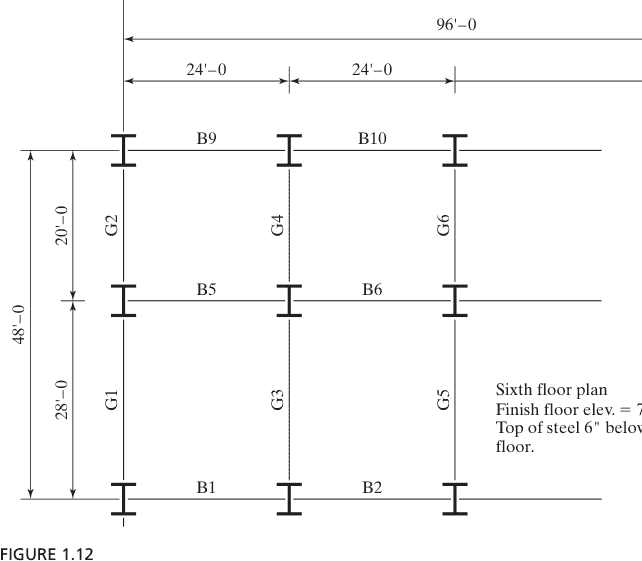 96'–0
24'–0 24'–0
B9 B10
G2 G4 G6
20'–0
B5 B6
48'–0
28'–0
G1 G3 G5
Sixth floor plan
Finish floor elev. = 7
Top of steel 6" below
floor.
B1 B2
FIGURE 1.12